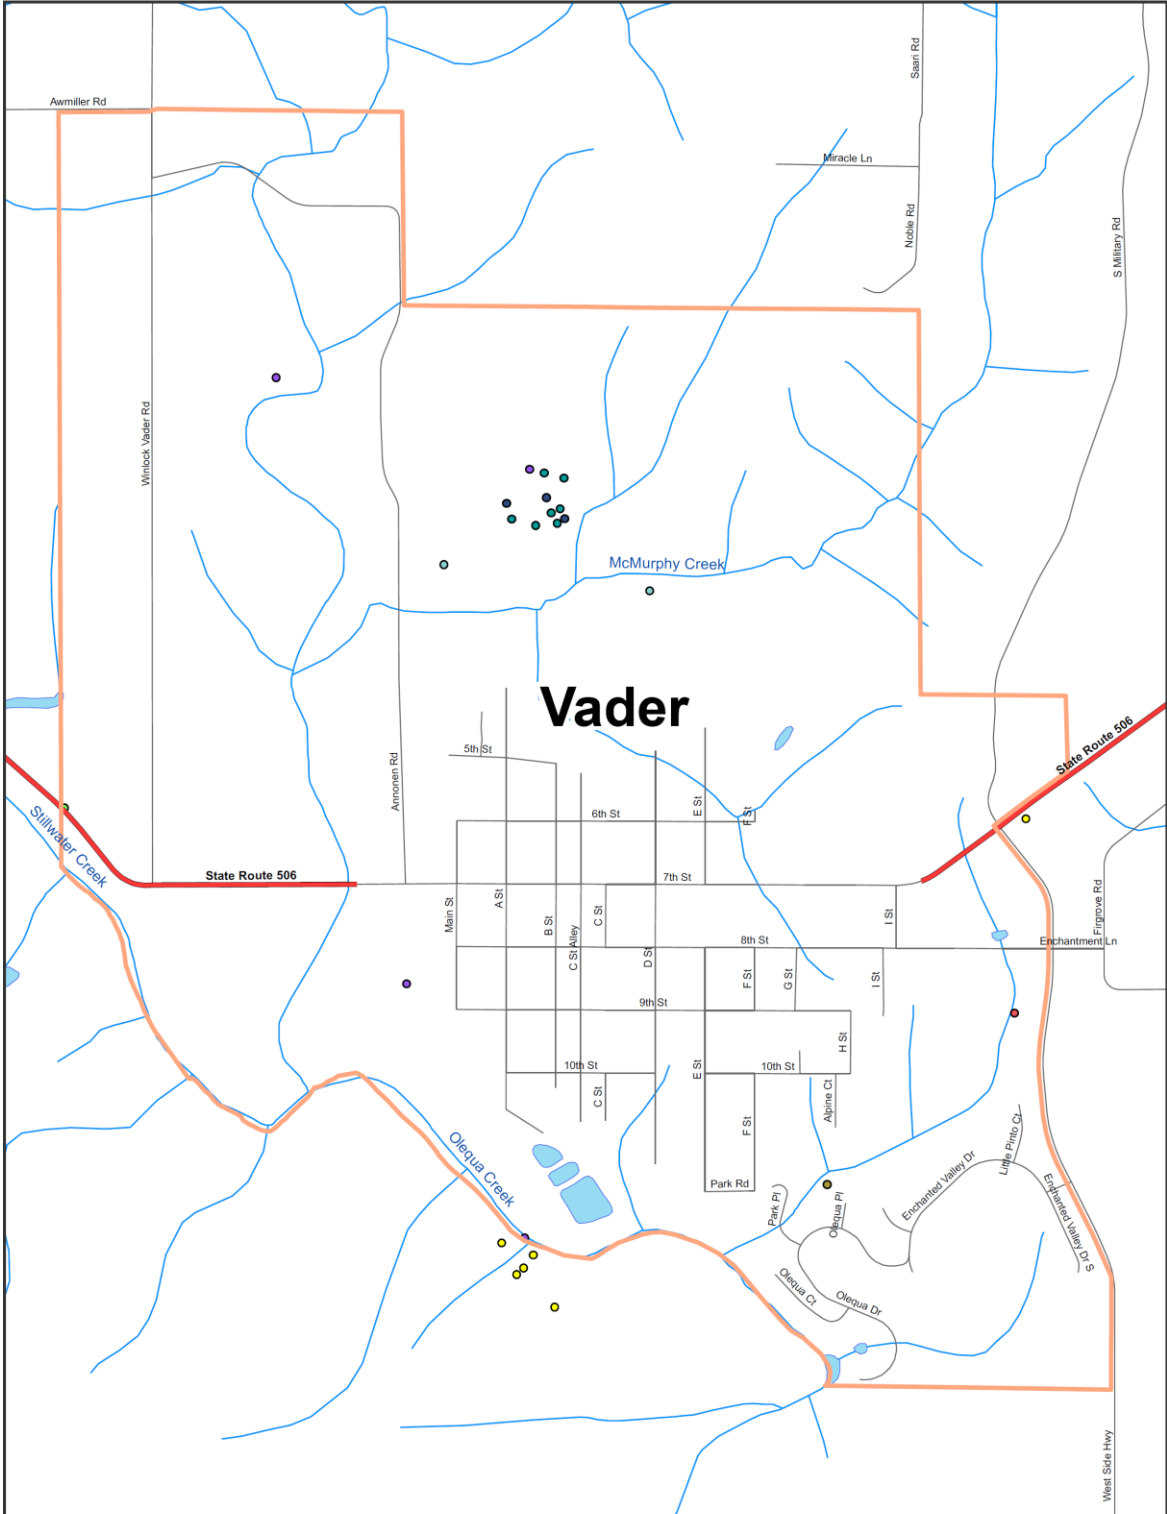 Saari Rd
Awmiller Rd
Miracle Ln
Noble Rd
S Military Rd
Winlock Vader Rd
McMurphy Creek
Vader
State Route 506
5th St
Annonen Rd
E St
F St
6th St
Stillwater Creek
State Route 506
7th St
Main St
A St
B St
C St Alley
C St
D St
I St
Firgrove Rd
8th St
Enchantment Ln
F St
G St
I St
9th St
H St
10th St
E St
10th St
C St
Alpine Ct
F St
Little Pinto Ct
Olequa Creek
Enchanted Valley Dr
Park Rd
Park Pl
Olequa Pl
Enchanted Valley Dr S
Olequa Ct
Olequa Dr
West Side Hwy